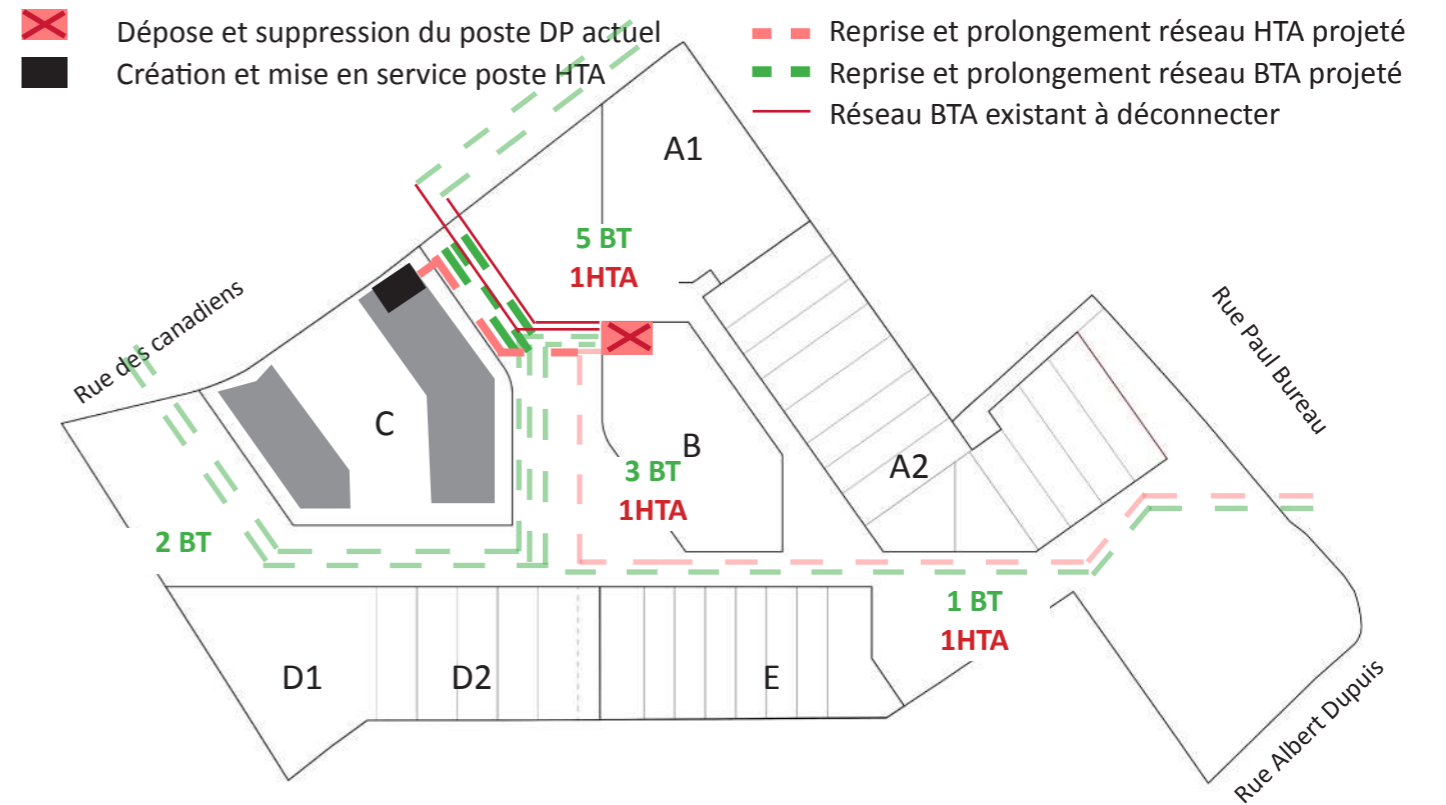 Dépose et suppression du poste DP actuel
Création et mise en service poste HTA
Reprise et prolongement réseau HTA projeté
Reprise et prolongement réseau BTA projeté
Réseau BTA existant à déconnecter
A1
5 BT
1HTA
Rue des canadiens
Rue Paul Bureau
C
B
3 BT
1HTA
A2
2 BT
1 BT
1HTA
D1
D2
E
Rue Albert Dupuis